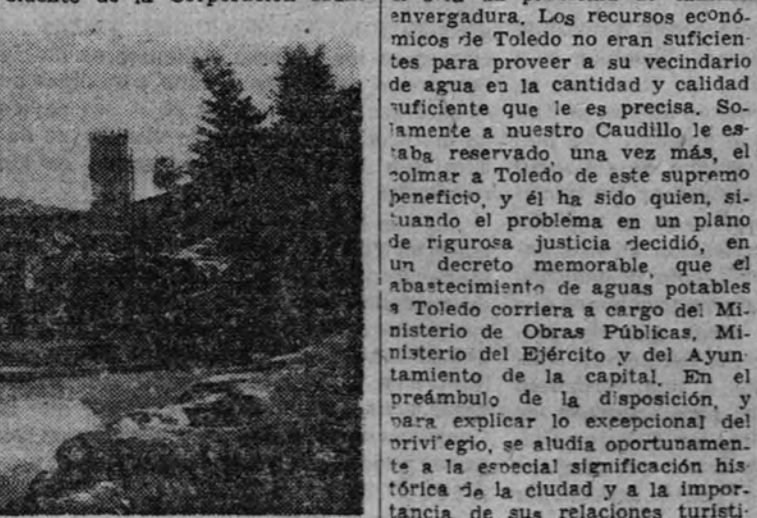 de la Corporación
envergadura. Los recursos econó-
micos de Toledo no eran suficien-
tes para proveer a su vecindario
de agua en la cantidad y calidad
suficiente que le es precisa. So-
lamente a nuestro Caudillo le es-
taba reservado, una vez más, el
colmar a Toledo de este supremo
beneficio, y él ha sido quien, si-
tuando el problema en un plano
de rigurosa justicia decidió, en
un decreto memorable, que el
abastecimiento de aguas potables
a Toledo corriera a cargo del Mi-
nisterio de Obras Públicas, Mi-
nisterio del Ejército y del Ayun
tamiento de la capital. En el
preámbulo de la disposición, y
para explicar lo excepcional del
privilegio, se aludía oportunamen-
te a la especial significación his
tórica de la ciudad y a la impor-
tancia de sus relaciones turísti-